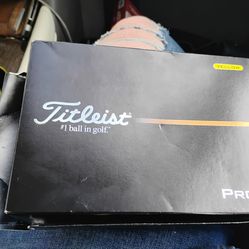 YELLOW
Titleist
#1 ball in golf.
PRO